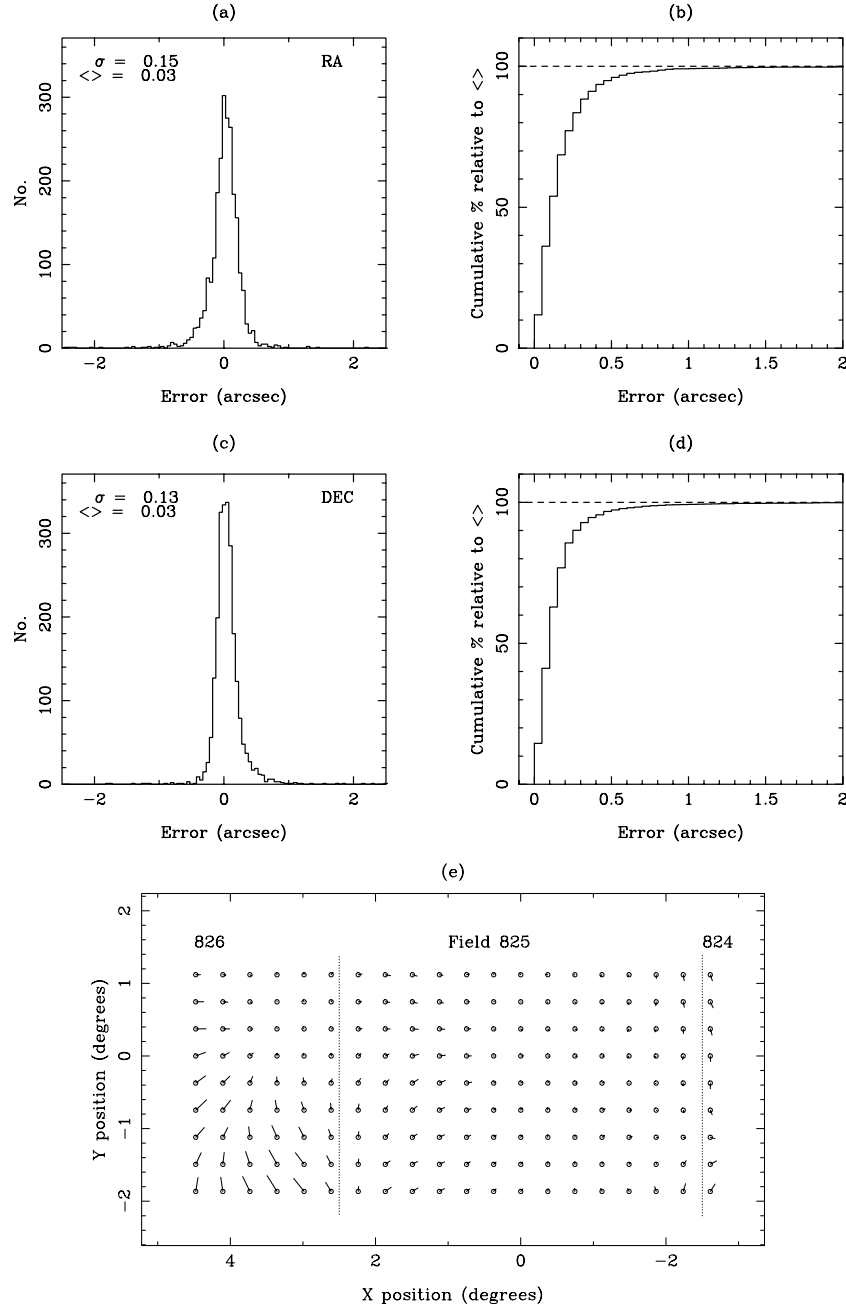 (a)
σ = 0.15
<> = 0.03
RA
300
200
100
0
No.
−2 0 2
Error (arcsec)
(b)
100
50
0
Cumulative % relative to <>
0 0.5 1 1.5 2
Error (arcsec)
(c)
σ = 0.13
<> = 0.03
DEC
300
200
100
0
No.
−2 0 2
Error (arcsec)
(d)
100
50
0
Cumulative % relative to <>
0 0.5 1 1.5 2
Error (arcsec)
(e)
826 Field 825 824
2
1
0
−1
−2
Y position (degrees)
4 2 0 −2
X position (degrees)